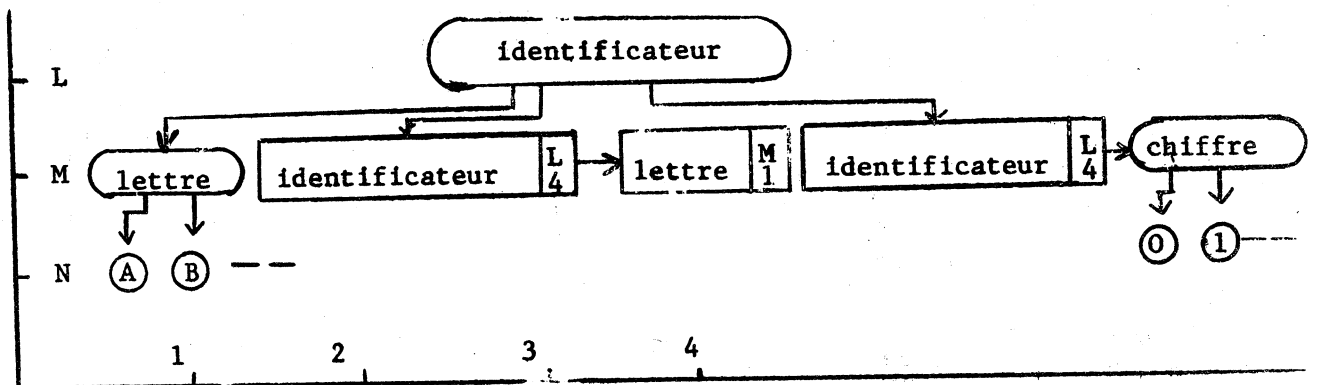 identificateur
L
M lettre identificateur L 4 lettre M 1 identificateur L 4 chiffre
N A B 0 1
1 2 3 4